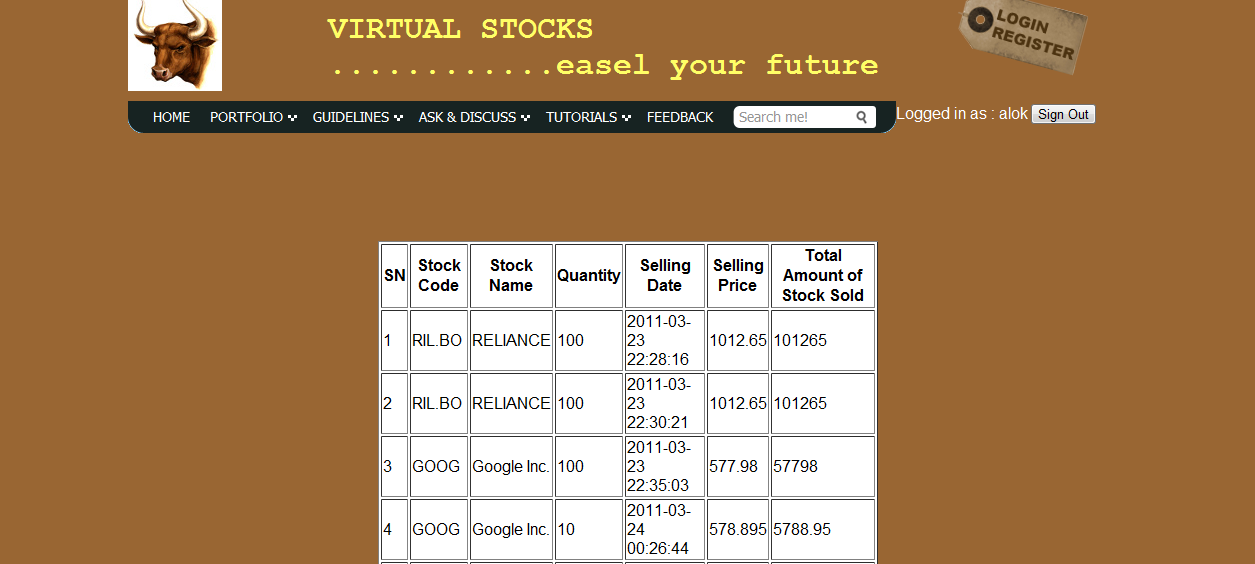 VIRTUAL STOCKS
............easel your future
LOGIN
REGISTER
HOME PORTFOLIO GUIDELINES ASK & DISCUSS TUTORIALS FEEDBACK Search me! Logged in as : alok Sign Out
SN Stock Code Stock Name Quantity Selling Date Selling Price Total Amount of Stock Sold
1 RIL.BO RELIANCE 100 2011-03-23 22:28:16 1012.65 101265
2 RIL.BO RELIANCE 100 2011-03-23 22:30:21 1012.65 101265
3 GOOG Google Inc. 100 2011-03-23 22:35:03 577.98 57798
4 GOOG Google Inc. 10 2011-03-24 00:26:44 578.895 5788.95